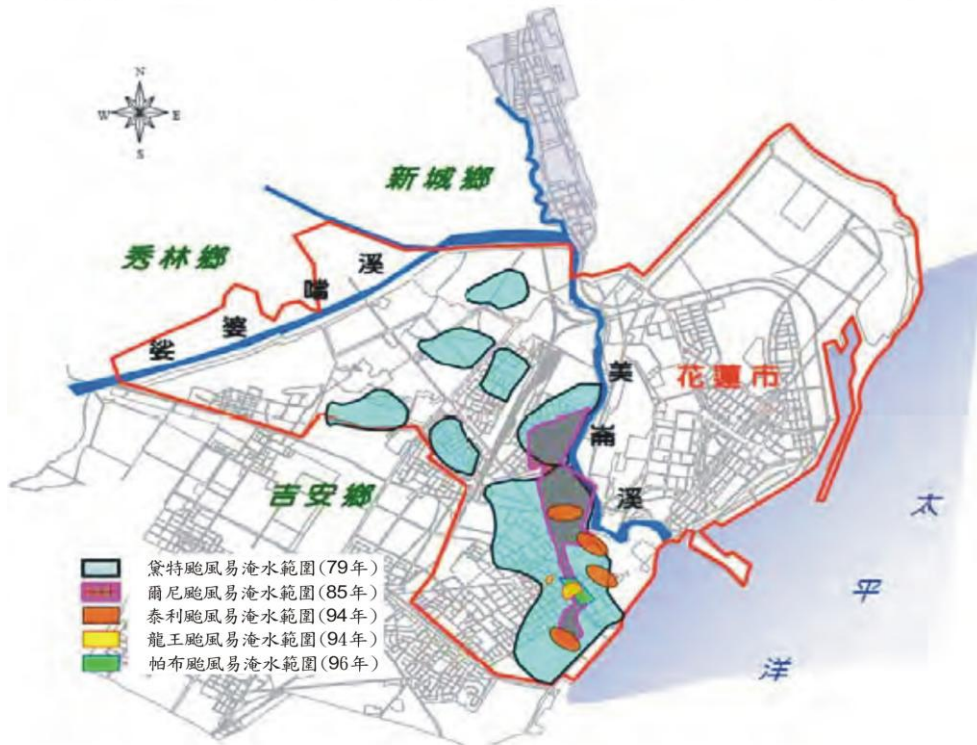 N
W E
S
新城鄉
秀林鄉
娑婆噹溪
花蓮市
美崙溪
吉安鄉
太平洋
黛特颱風易淹水範圍(79年)
爾尼颱風易淹水範圍(85年)
泰利颱風易淹水範圍(94年)
龍王颱風易淹水範圍(94年)
帕布颱風易淹水範圍(96年)